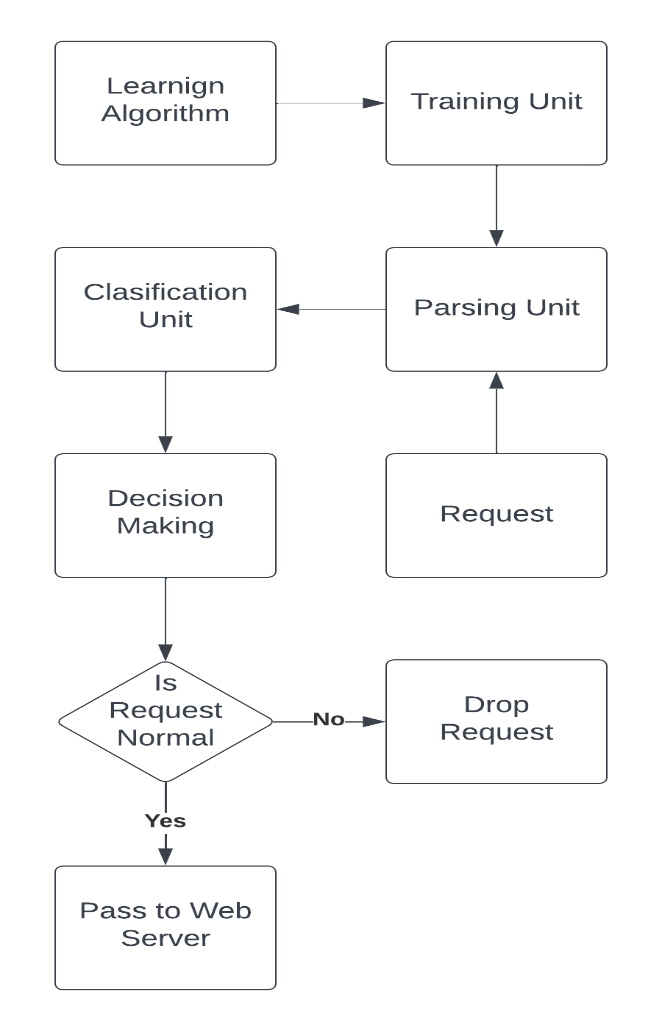 Learnign
Algorithm
Training Unit
Clasification
Unit
Parsing Unit
Decision
Making
Request
Is
Request
Normal
No
Drop
Request
Yes
Pass to Web
Server